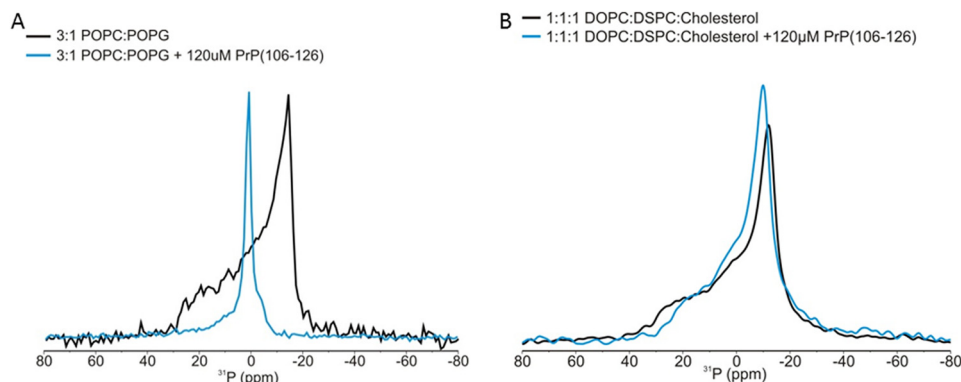 A
3:1 POPC:POPG
3:1 POPC:POPG + 120uM PrP(106-126)
80 60 40 20 0 -20 -40 -60 -80
31P (ppm)
B
1:1:1 DOPC:DSPC:Cholesterol
1:1:1 DOPC:DSPC:Cholesterol +120µM PrP(106-126)
80 60 40 20 0 -20 -40 -60 -80
31P (ppm)